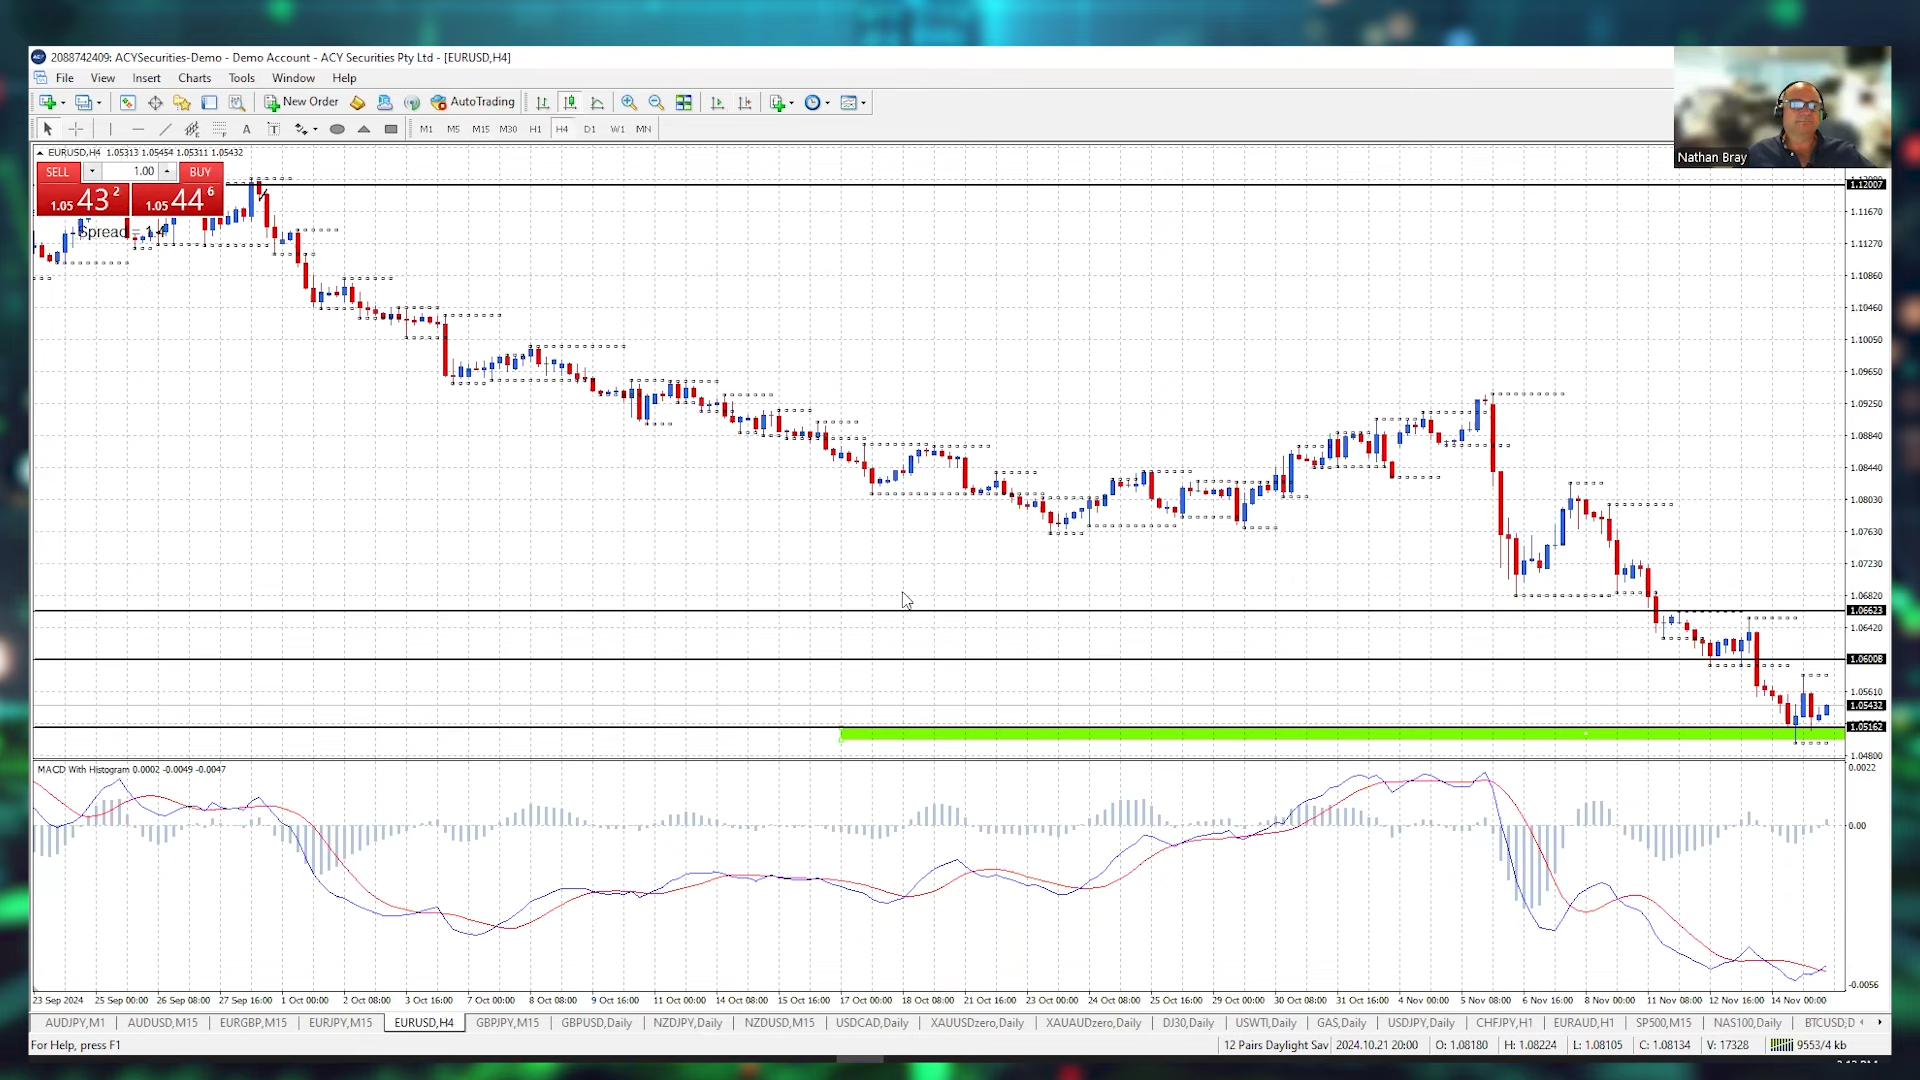 2088742409: ACYSecurities-Demo - Demo Account - ACY Securities Pty Ltd - [EURUSD,H4]
File View Insert Charts Tools Window Help
New Order AutoTrading
A T M1 M5 M15 M30 H1 H4 D1 W1 MN
Nathan Bray
EURUSD,H4 1.05313 1.05454 1.05311 1.05432
SELL 1.00 BUY
1.05 43 2 1.05 44 6
Spread = 1.4
1.12007
1.11670
1.11270
1.10860
1.10460
1.10050
1.09650
1.09250
1.08840
1.08440
1.08030
1.07630
1.07230
1.06820
1.06623
1.06420
1.06008
1.05610
1.05432
1.05162
1.04800
MACD With Histogram 0.0002 -0.0049 -0.0047
0.0022
0.00
-0.0056
23 Sep 2024 25 Sep 00:00 26 Sep 08:00 27 Sep 16:00 1 Oct 00:00 2 Oct 08:00 3 Oct 16:00 7 Oct 00:00 8 Oct 08:00 9 Oct 16:00 11 Oct 00:00 14 Oct 08:00 15 Oct 16:00 17 Oct 00:00 18 Oct 08:00 21 Oct 16:00 23 Oct 00:00 24 Oct 08:00 25 Oct 16:00 29 Oct 00:00 30 Oct 08:00 31 Oct 16:00 4 Nov 00:00 5 Nov 08:00 6 Nov 16:00 8 Nov 00:00 11 Nov 08:00 12 Nov 16:00 14 Nov 00:00
AUDJPY,M1 AUDUSD,M15 EURGBP,M15 EURJPY,M15 EURUSD,H4 GBPJPY,M15 GBPUSD,Daily NZDJPY,Daily NZDUSD,M15 USDCAD,Daily XAUUSDzero,Daily XAUAUDzero,Daily DJ30,Daily USWTI,Daily GAS,Daily USDJPY,Daily CHFJPY,H1 EURAUD,H1 SP500,M15 NAS100,Daily BTCUSD,D
For Help, press F1 12 Pairs Daylight Sav 2024.10.21 20:00 O: 1.08180 H: 1.08224 L: 1.08105 C: 1.08134 V: 17328 9553/4 kb